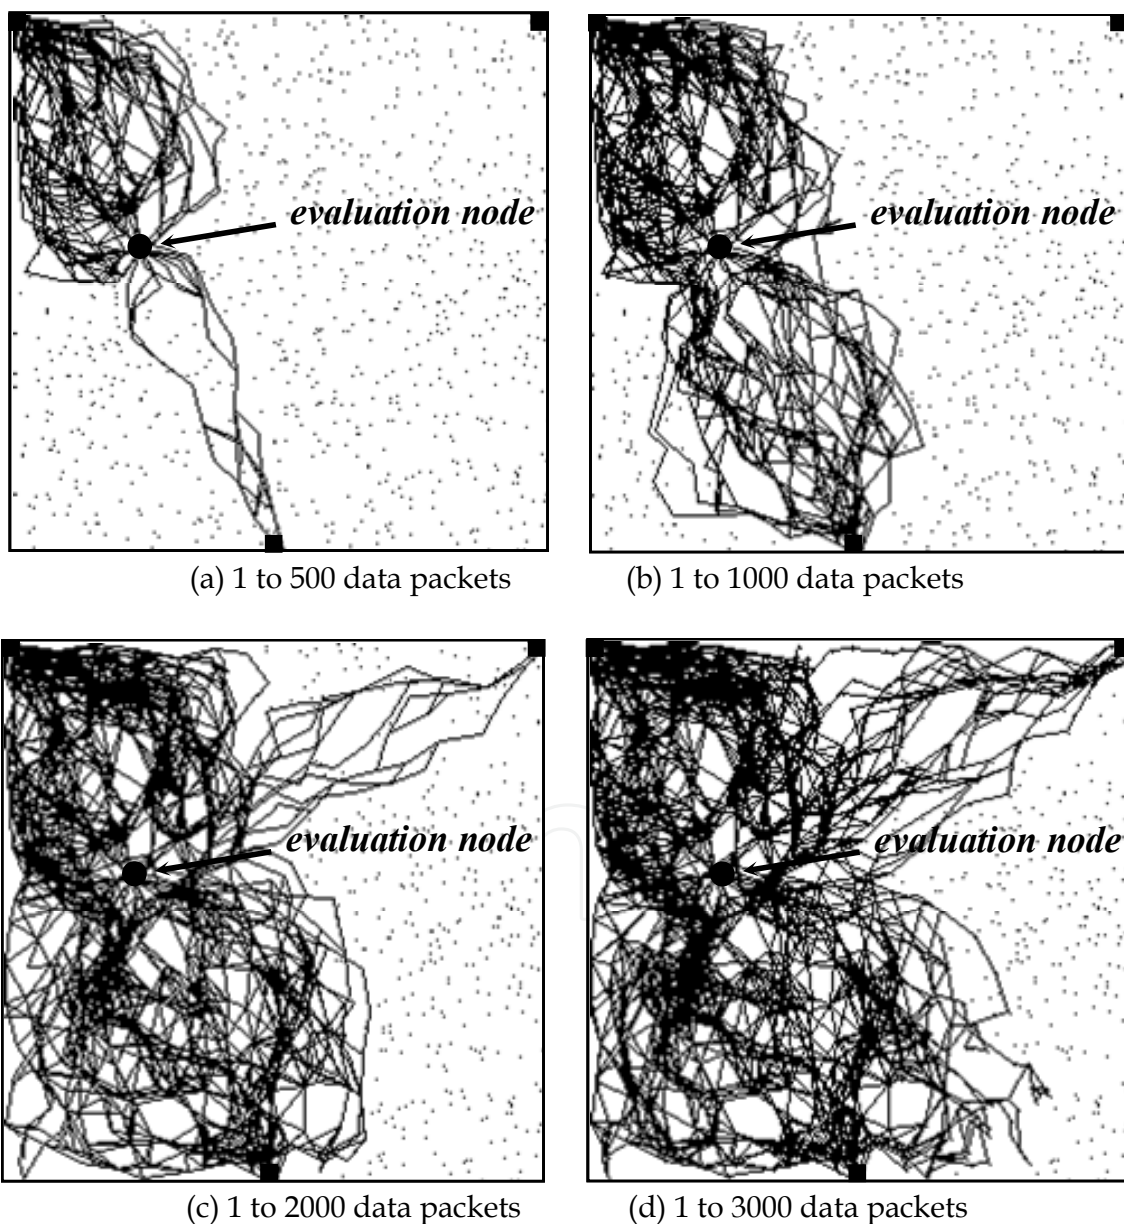 evaluation node
evaluation node
(a) 1 to 500 data packets
(b) 1 to 1000 data packets
evaluation node
evaluation node
(c) 1 to 2000 data packets
(d) 1 to 3000 data packets